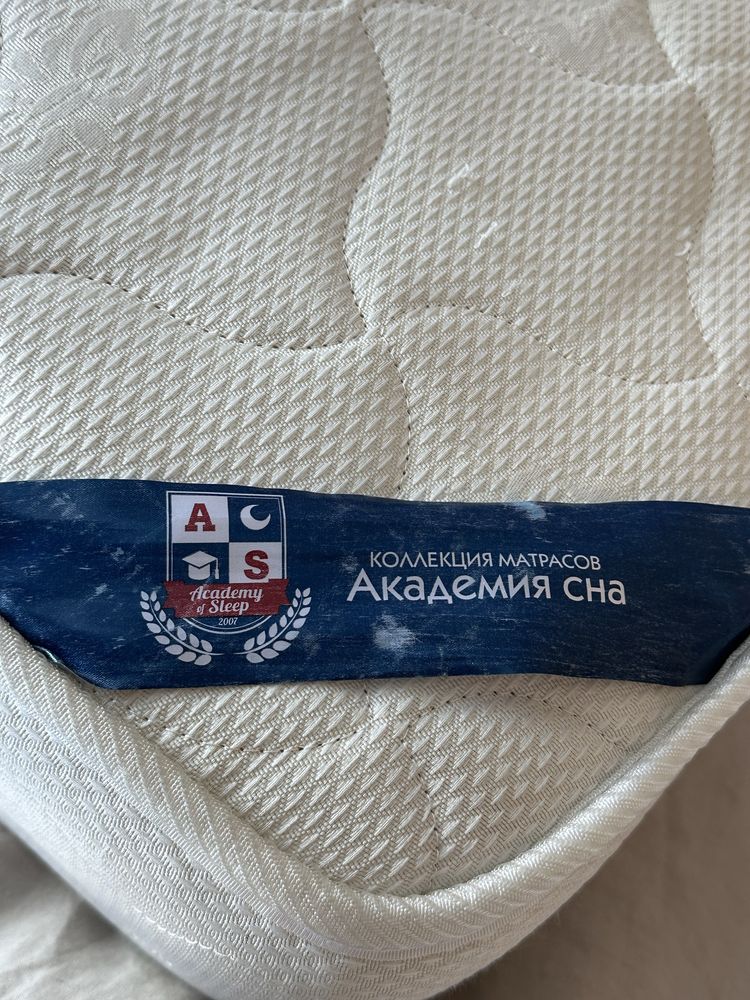 A
S
Academy
of Sleep
2007
КОЛЛЕКЦИЯ МАТРАСОВ
Академия сна